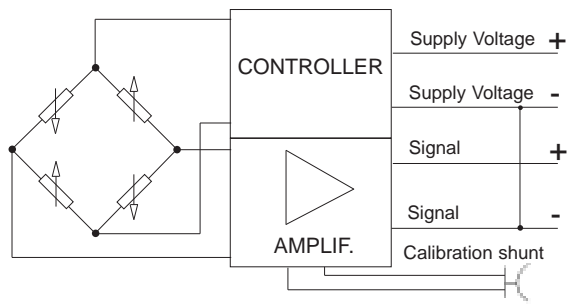 Supply Voltage +
CONTROLLER
Supply Voltage -
Signal +
Signal -
AMPLIF.
Calibration shunt